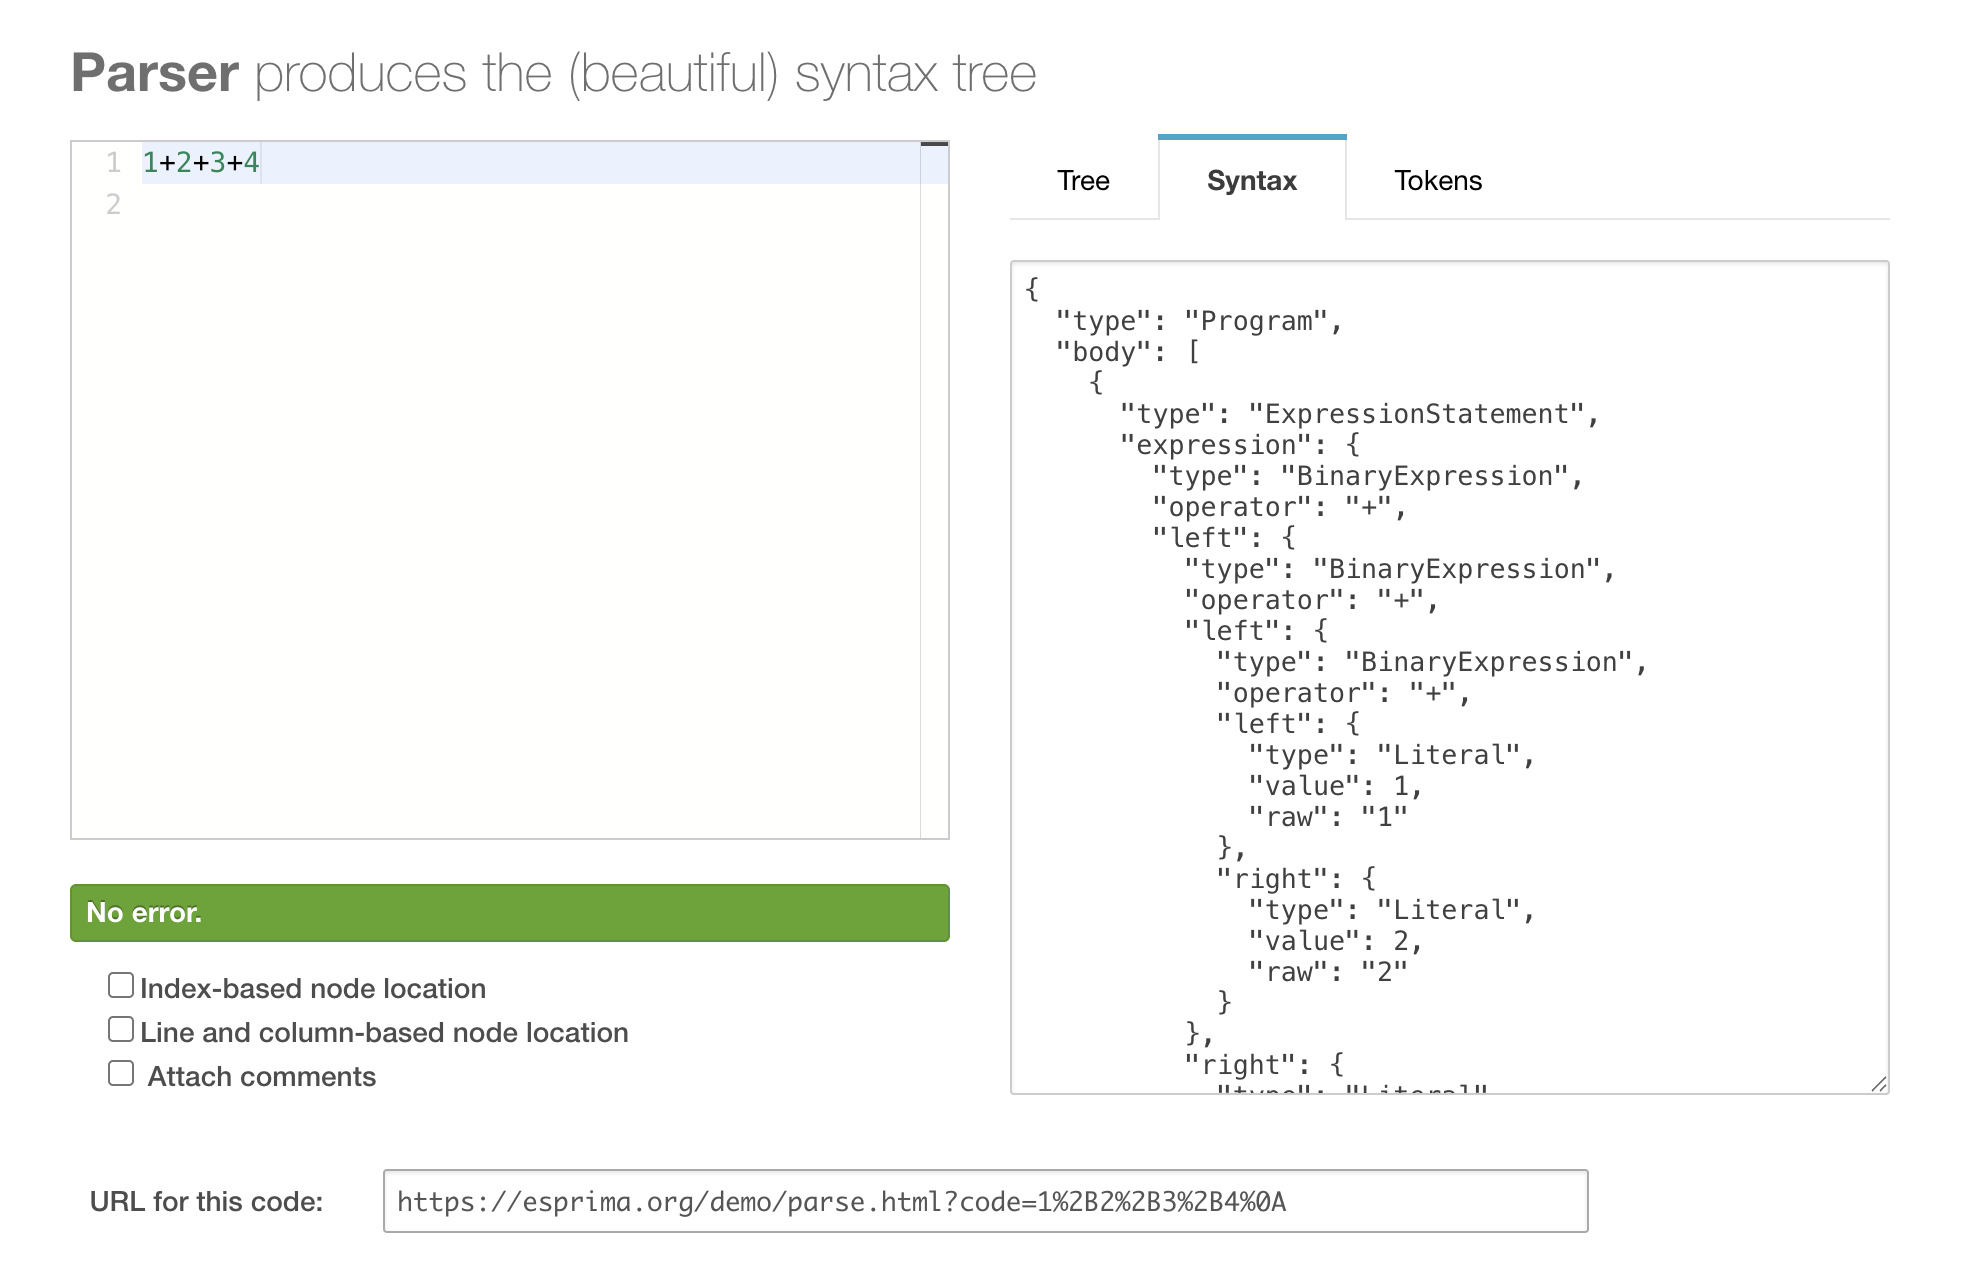 Parser produces the (beautiful) syntax tree
1 1+2+3+4
2
Tree Syntax Tokens
{
  "type": "Program",
  "body": [
    {
      "type": "ExpressionStatement",
      "expression": {
        "type": "BinaryExpression",
        "operator": "+",
        "left": {
          "type": "BinaryExpression",
          "operator": "+",
          "left": {
            "type": "BinaryExpression",
            "operator": "+",
            "left": {
              "type": "Literal",
              "value": 1,
              "raw": "1"
            },
            "right": {
              "type": "Literal",
              "value": 2,
              "raw": "2"
            }
          },
          "right": {
            "type": "Literal"
No error.
Index-based node location
Line and column-based node location
Attach comments
URL for this code: https://esprima.org/demo/parse.html?code=1%2B2%2B3%2B4%0A